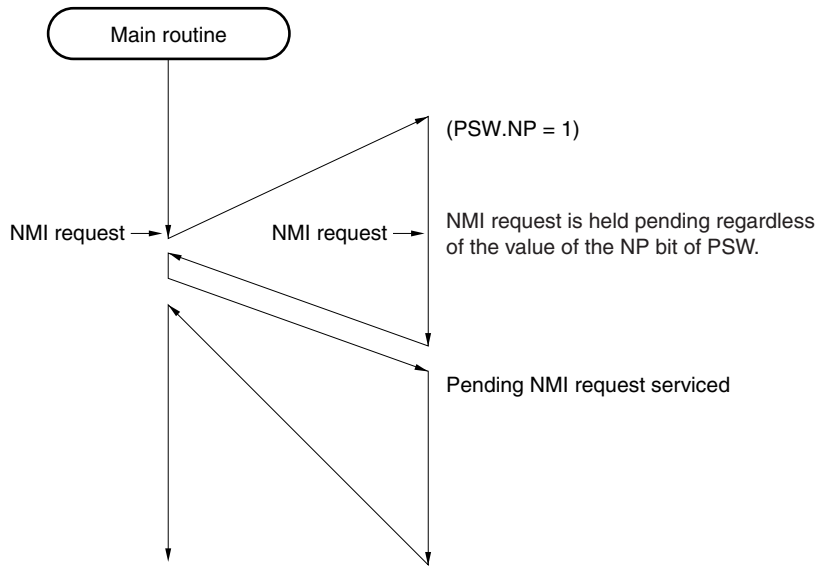 Main routine
(PSW.NP = 1)
NMI request
NMI request
NMI request is held pending regardless
of the value of the NP bit of PSW.
Pending NMI request serviced